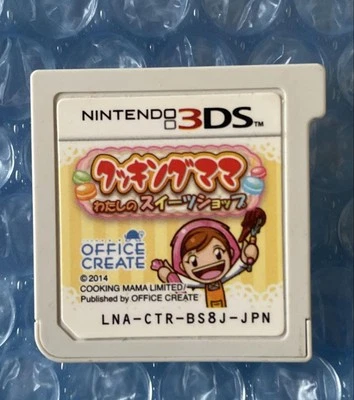 NINTENDO 3DS™
クッキングママ
わたしのスイーツショップ
OFFICE
CREATE
© 2014
COOKING MAMA LIMITED/
Published by OFFICE CREATE
LNA-CTR-BS8J-JPN